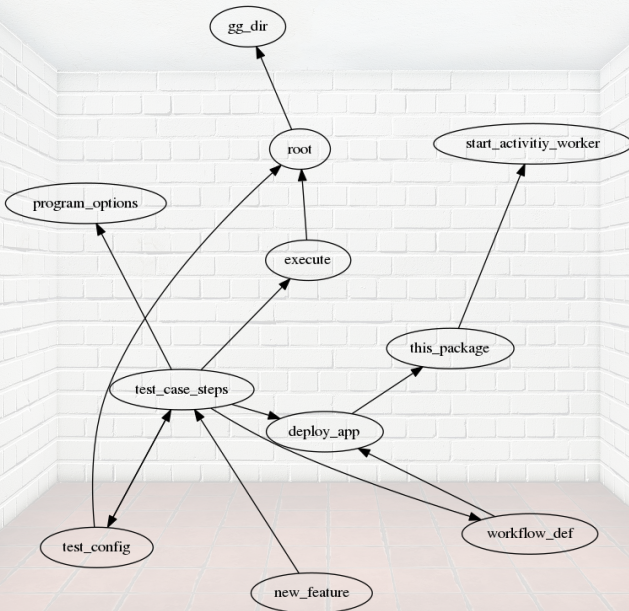 gg_dir
root
start_activitiy_worker
program_options
execute
this_package
test_case_steps
deploy_app
workflow_def
test_config
new_feature